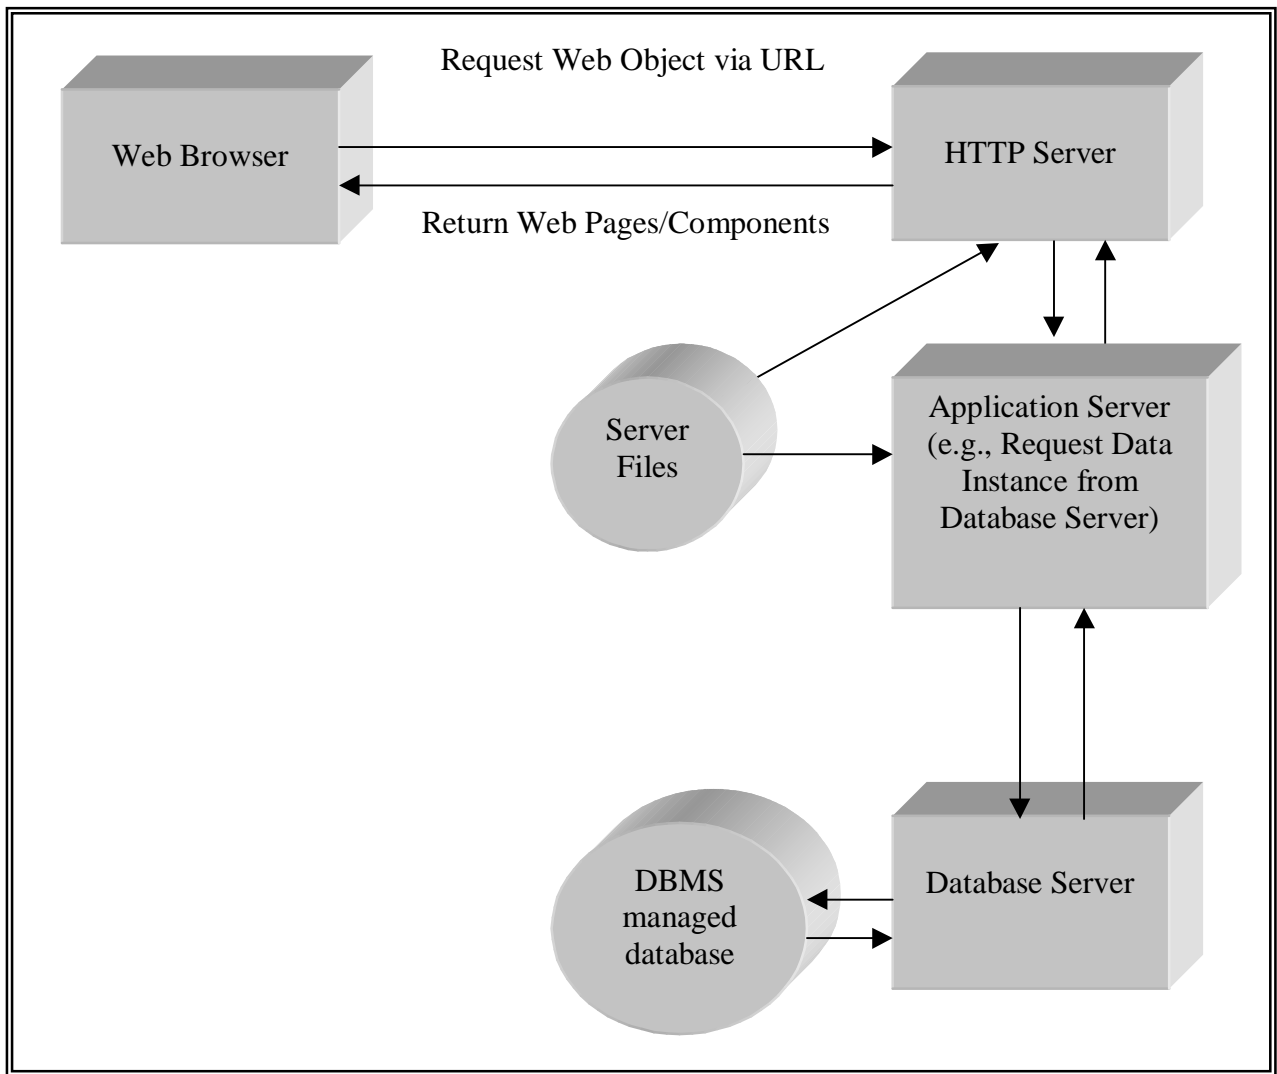 Request Web Object via URL
Web Browser
HTTP Server
Return Web Pages/Components
Server
Files
Application Server
(e.g., Request Data
Instance from
Database Server)
DBMS
managed
database
Database Server